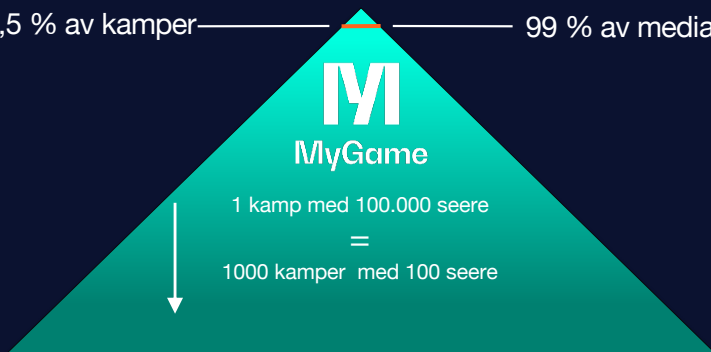 ,5 % av kamper
99 % av media
MyGame
1 kamp med 100.000 seere
=
1000 kamper med 100 seere